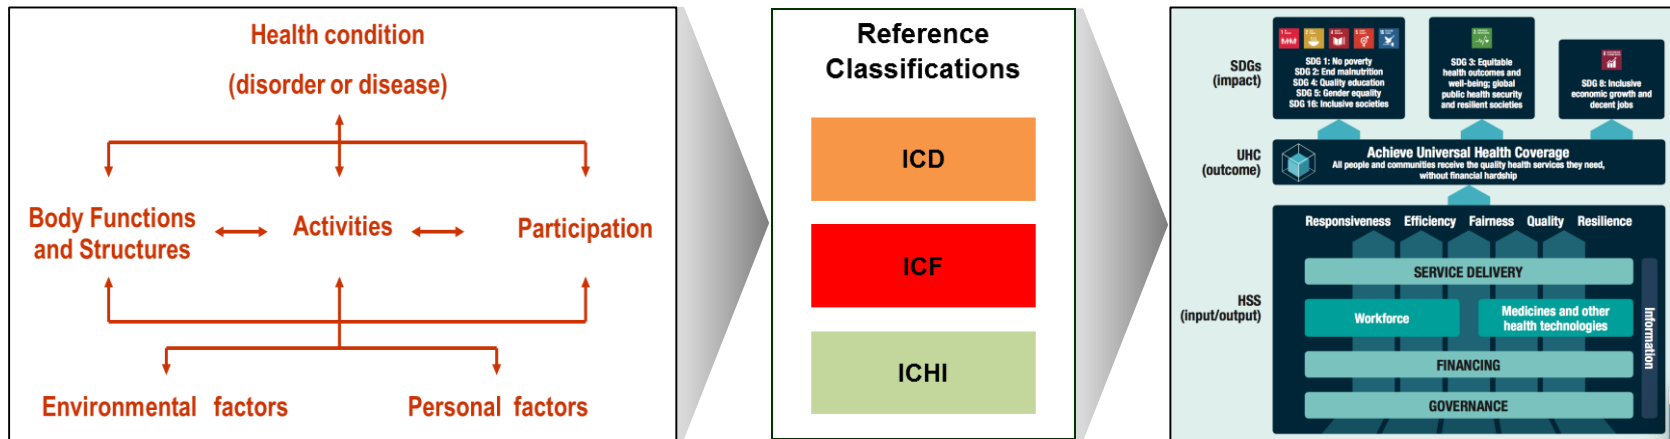 Health condition
(disorder or disease)
Body Functions
and Structures
Activities
Participation
Environmental factors
Personal factors
Reference
Classifications
ICD
ICF
ICHI
SDGs
(impact)
SDG 1: No poverty
SDG 2: End malnutrition
SDG 4: Quality education
SDG 5: Gender equality
SDG 16: Inclusive societies
SDG 3: Equitable
health outcomes and
well-being; global
public health security
and resilient societies
SDG 8: Inclusive
economic growth and
decent jobs
UHC
(outcome)
Achieve Universal Health Coverage
All people and communities receive the quality health services they need,
without financial hardship
HSS
(input/output)
Responsiveness Efficiency Fairness Quality Resilience
SERVICE DELIVERY
Workforce
Medicines and other
health technologies
FINANCING
GOVERNANCE
Information